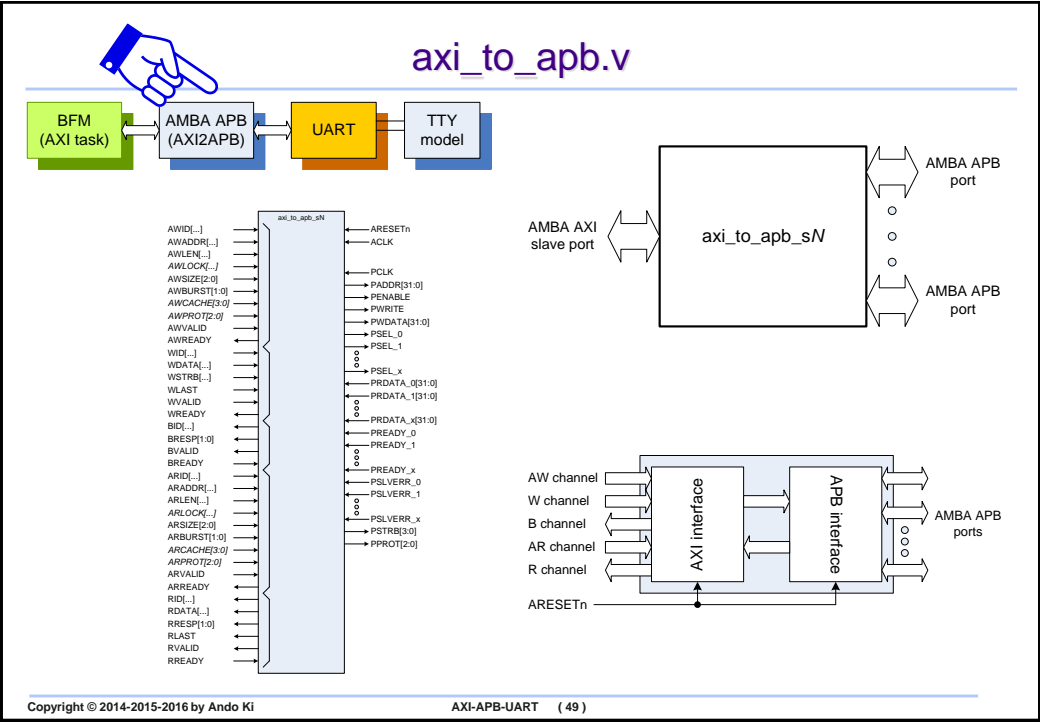 axi_to_apb.v
BFM
(AXI task)
AMBA APB
(AXI2APB)
UART
TTY
model
axi_to_apb_sN
AWID[...]
AWADDR[...]
AWLEN[...]
AWLOCK[...]
AWSIZE[2:0]
AWBURST[1:0]
AWCACHE[3:0]
AWPROT[2:0]
AWVALID
AWREADY
WID[...]
WDATA[...]
WSTRB[...]
WLAST
WVALID
WREADY
BID[...]
BRESP[1:0]
BVALID
BREADY
ARID[...]
ARADDR[...]
ARLEN[...]
ARLOCK[...]
ARSIZE[2:0]
ARBURST[1:0]
ARCACHE[3:0]
ARPROT[2:0]
ARVALID
ARREADY
RID[...]
RDATA[...]
RRESP[1:0]
RLAST
RVALID
RREADY
ARESETn
ACLK
PCLK
PADDR[31:0]
PENABLE
PWRITE
PWDATA[31:0]
PSEL_0
PSEL_1
PSEL_x
PRDATA_0[31:0]
PRDATA_1[31:0]
PRDATA_x[31:0]
PREADY_0
PREADY_1
PREADY_x
PSLVERR_0
PSLVERR_1
PSLVERR_x
PSTRB[3:0]
PPROT[2:0]
AMBA AXI
slave port
axi_to_apb_sN
AMBA APB
port
AMBA APB
port
AW channel
W channel
B channel
AR channel
R channel
ARESETn
AXI interface
APB interface
AMBA APB
ports
Copyright © 2014-2015-2016 by Ando Ki
AXI-APB-UART ( 49 )